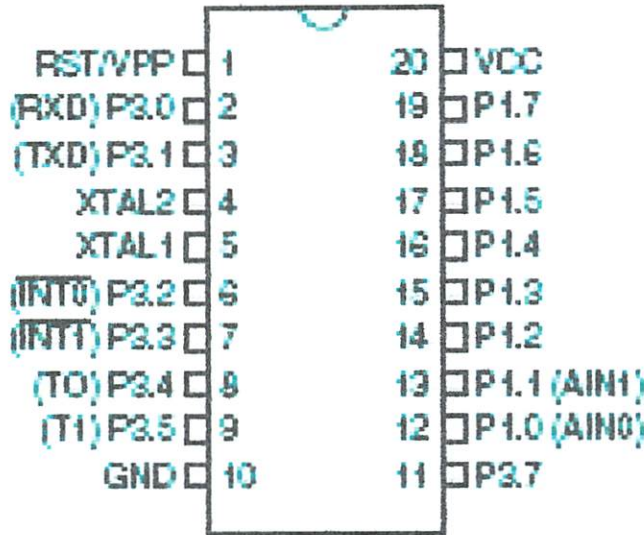 RST/VPP 1 20 VCC
(RXD) P3.0 2 19 P1.7
(TXD) P3.1 3 18 P1.6
XTAL2 4 17 P1.5
XTAL1 5 16 P1.4
(INT0) P3.2 6 15 P1.3
(INT1) P3.3 7 14 P1.2
(TO) P3.4 8 13 P1.1 (AIN1)
(T1) P3.5 9 12 P1.0 (AIN0)
GND 10 11 P3.7